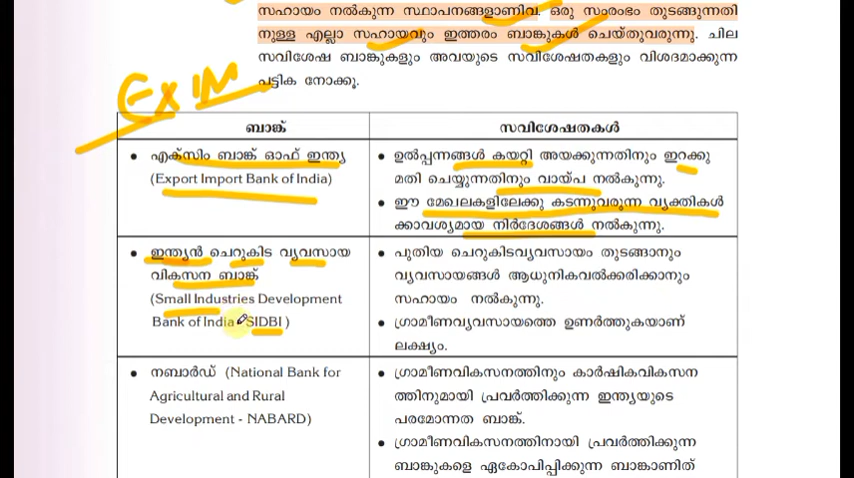 സഹായം നൽകുന്ന സ്ഥാപനങ്ങളാണിവ. ഒരു സംരംഭം തുടങ്ങുന്നതി
നുള്ള എല്ലാ സഹായവും ഇത്തരം ബാങ്കുകൾ ചെയ്തുവരുന്നു. ചില
സവിശേഷ ബാങ്കുകളും അവയുടെ സവിശേഷതകളും വിശദമാക്കുന്ന
പട്ടിക നോക്കൂ.
EXIM
ബാങ്ക്
സവിശേഷതകൾ
• എക്സിം ബാങ്ക് ഓഫ് ഇന്ത്യ
(Export Import Bank of India)
• ഉൽപ്പന്നങ്ങൾ കയറ്റി അയക്കുന്നതിനും ഇറക്കു
മതി ചെയ്യുന്നതിനും വായ്പ നൽകുന്നു.
• ഈ മേഖലകളിലേക്കു കടന്നുവരുന്ന വ്യക്തികൾ
ക്കാവശ്യമായ നിർദേശങ്ങൾ നൽകുന്നു.
• ഇന്ത്യൻ ചെറുകിട വ്യവസായ
വികസന ബാങ്ക്
(Small Industries Development
Bank of India - SIDBI )
• പുതിയ ചെറുകിടവ്യവസായം തുടങ്ങാനും
വ്യവസായങ്ങൾ ആധുനികവൽക്കരിക്കാനും
സഹായം നൽകുന്നു.
• ഗ്രാമീണവ്യവസായത്തെ ഉണർത്തുകയാണ്
ലക്ഷ്യം.
• നബാർഡ് (National Bank for
Agricultural and Rural
Development - NABARD)
• ഗ്രാമീണവികസനത്തിനും കാർഷികവികസന
ത്തിനുമായി പ്രവർത്തിക്കുന്ന ഇന്ത്യയുടെ
പരമോന്നത ബാങ്ക്.
• ഗ്രാമീണവികസനത്തിനായി പ്രവർത്തിക്കുന്ന
ബാങ്കുകളെ ഏകോപിപ്പിക്കുന്ന ബാങ്കാണിത്